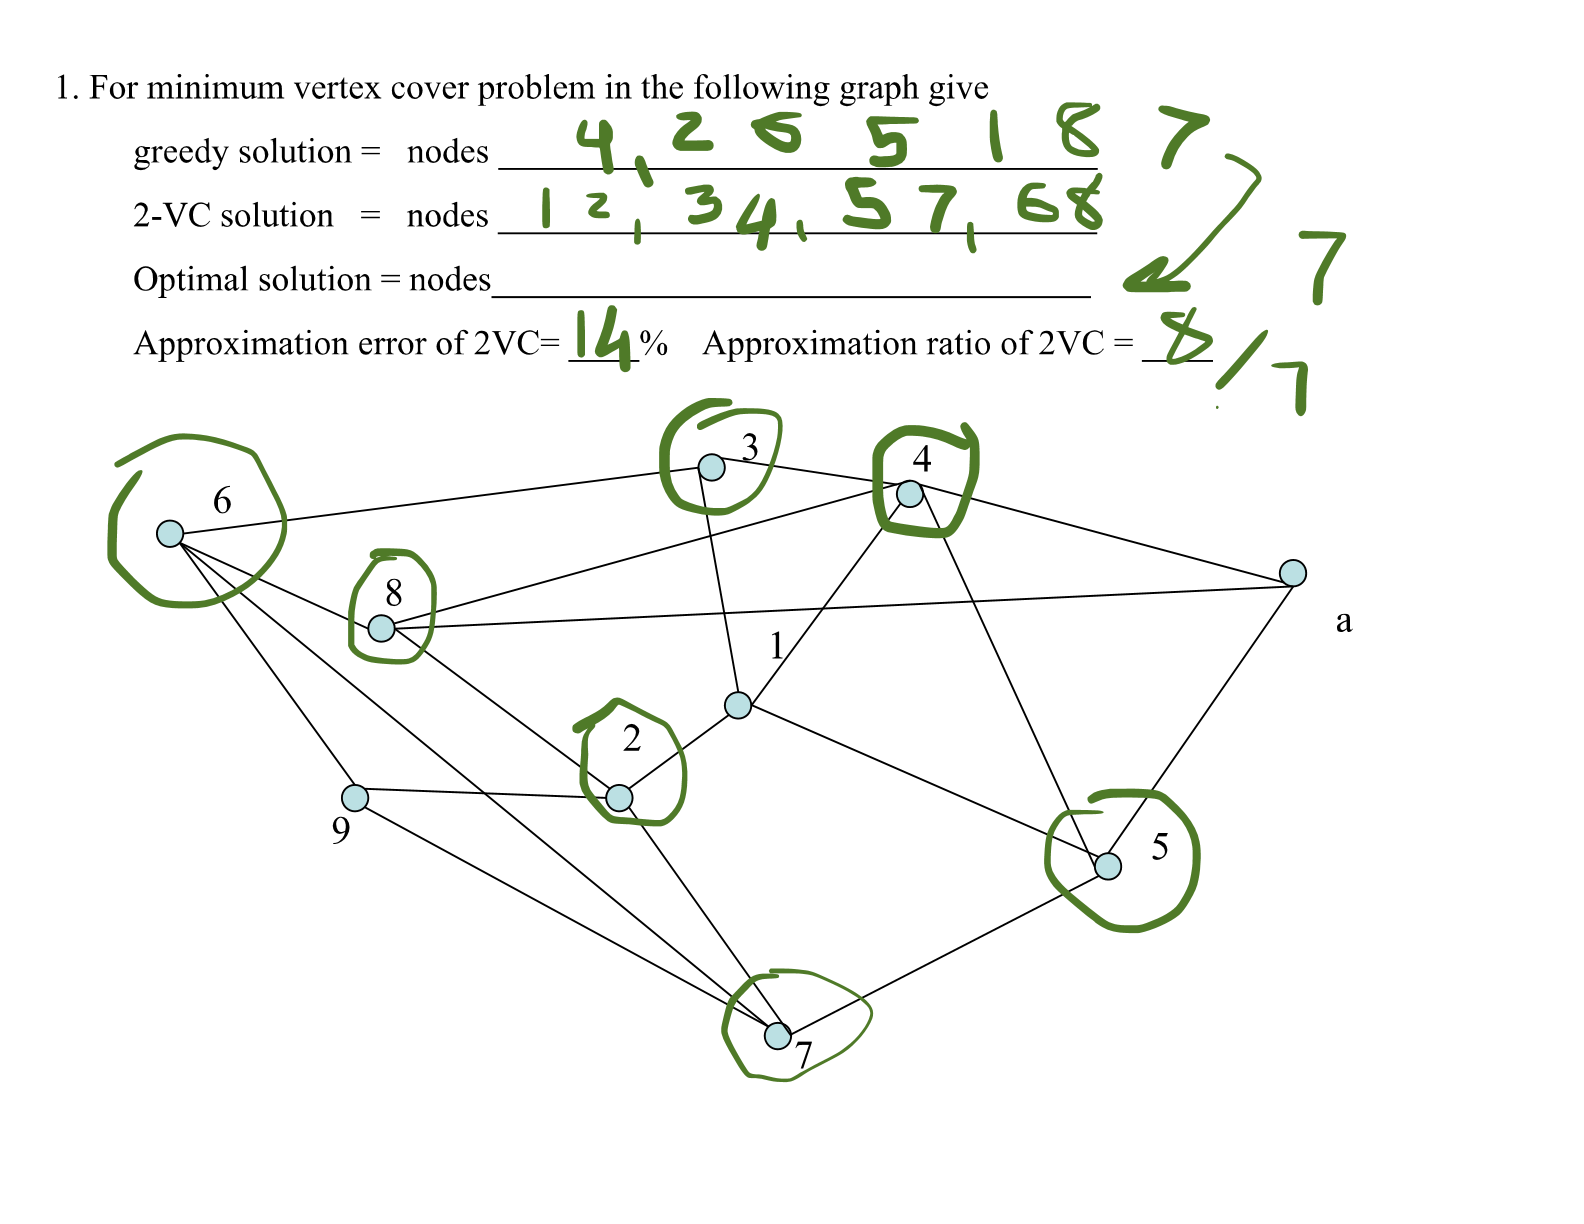 1. For minimum vertex cover problem in the following graph give
greedy solution = nodes 4, 2 6 5 1 8 7
2-VC solution = nodes 1 2, 3 4, 5 7, 6 8
Optimal solution = nodes 7
Approximation error of 2VC= 14 % Approximation ratio of 2VC = 8/7
3
4
6
8
a
1
2
9
5
7